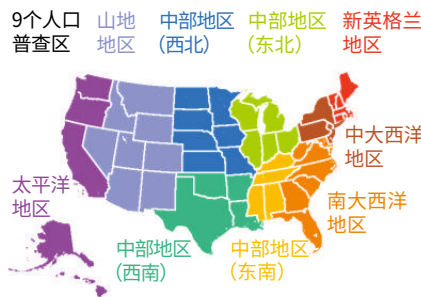 9个人口
普查区
山地
地区
中部地区
（西北）
中部地区
（东北）
新英格兰
地区
中大西洋
地区
太平洋
地区
南大西洋
地区
中部地区
（西南）
中部地区
（东南）